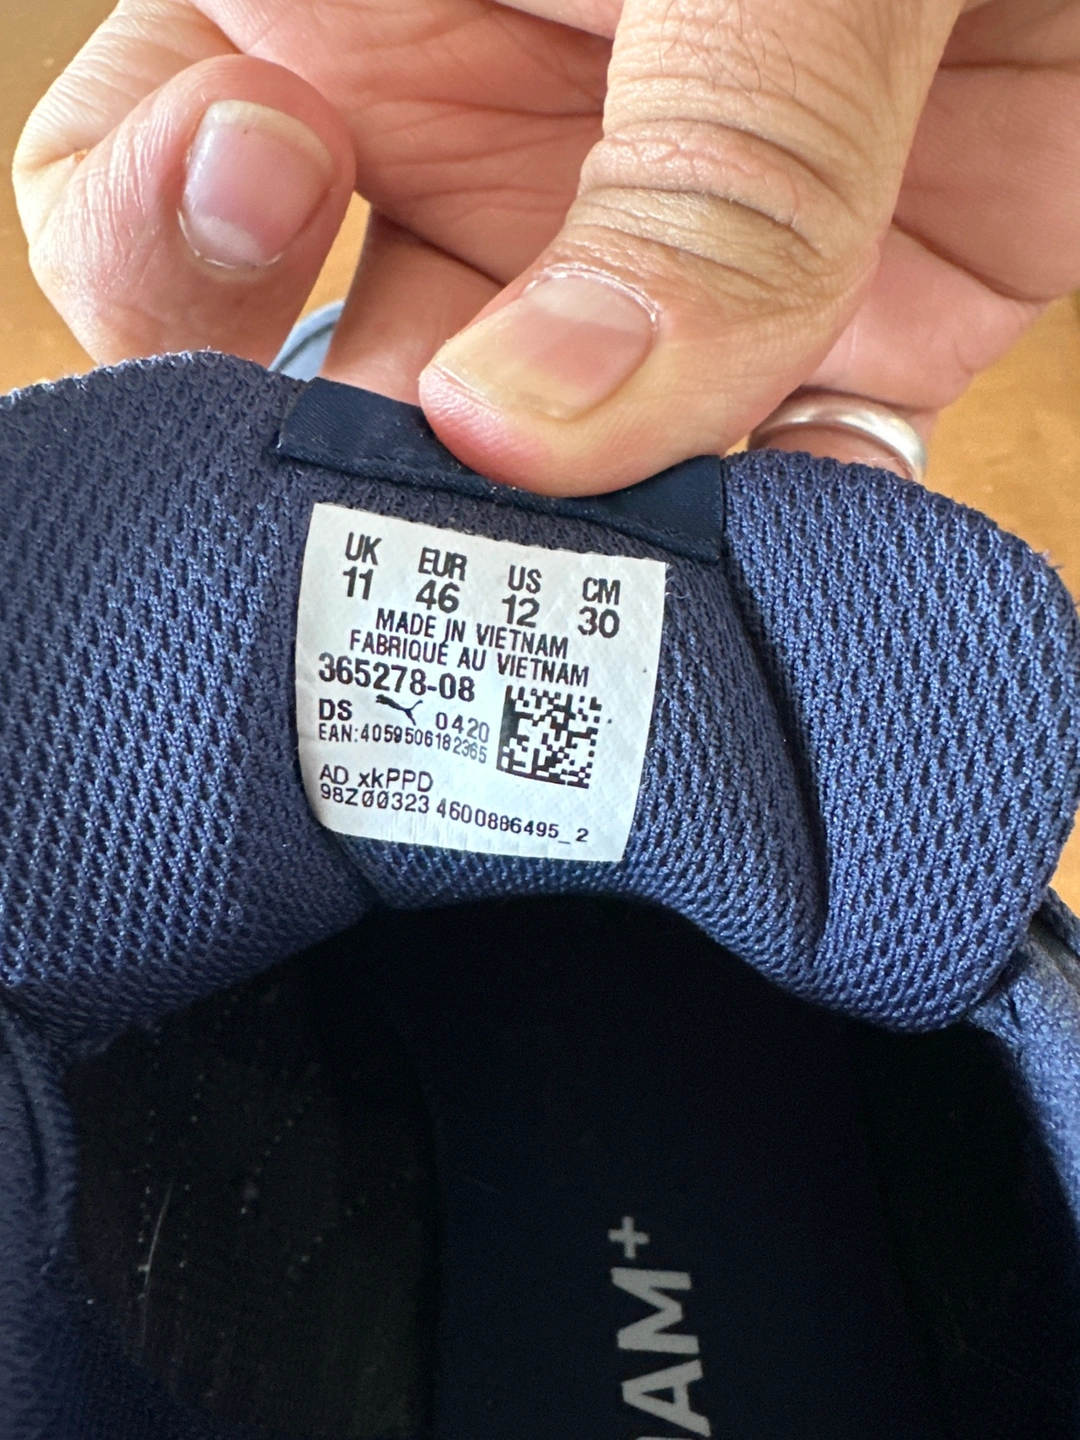 UK EUR US CM
11 46 12 30
MADE IN VIETNAM
FABRIQUÉ AU VIETNAM
365278-08
DS 0420
EAN:4059506182365
AD xkPPD
98Z00323 4600886495_2